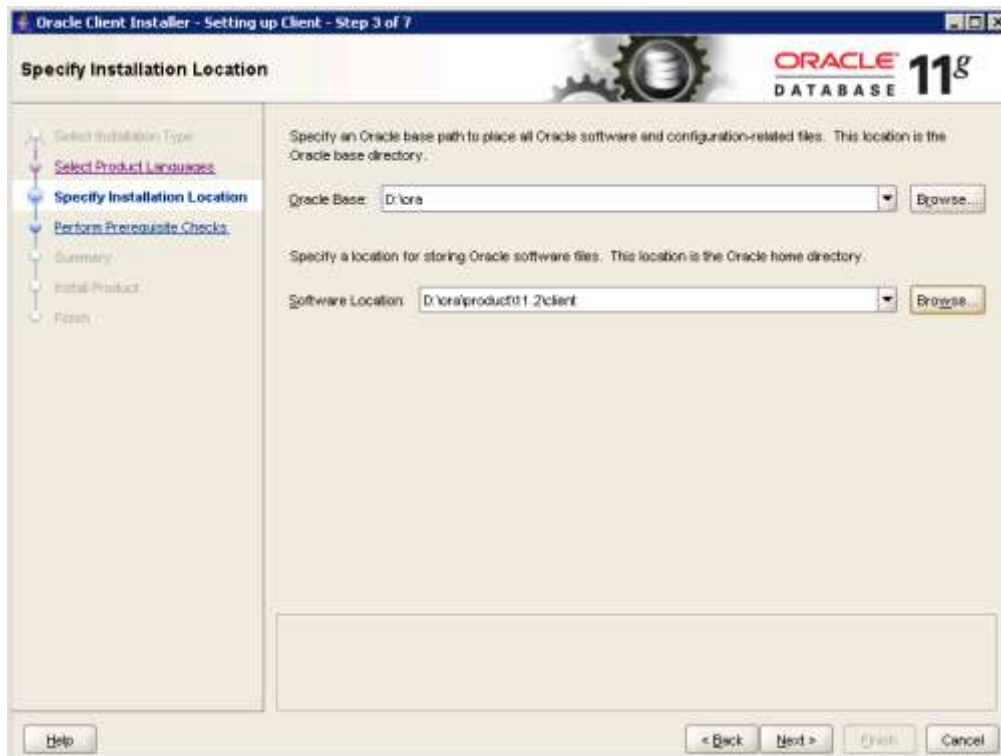 Oracle Client Installer - Setting up Client - Step 3 of 7
Specify Installation Location
ORACLE
DATABASE
11g
Select Installation Type
Select Product Languages
Specify Installation Location
Perform Prerequisite Checks
Summary
Install Product
Finish
Specify an Oracle base path to place all Oracle software and configuration-related files. This location is the
Oracle base directory.
Oracle Base: D:\ora
Browse...
Specify a location for storing Oracle software files. This location is the Oracle home directory.
Software Location: D:\ora\product\11.2\client
Browse...
Help
< Back
Next >
Finish
Cancel